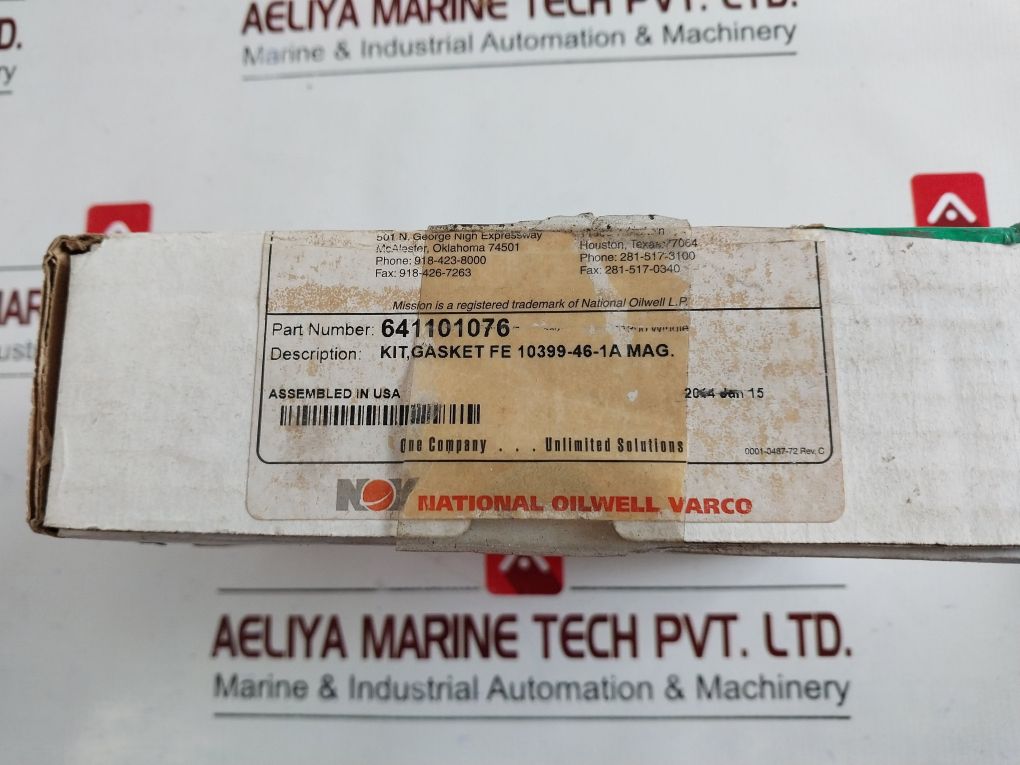 AELIYA MARINE TECH PVT. LTD.
D.
Marine & Industrial Automation & Machinery
501 N. George Nigh Expressway
McAlester, Oklahoma 74501
Phone: 918-423-8000
Fax: 918-426-7263
Houston, Texas 77064
Phone: 281-517-3100
Fax: 281-517-0340
Mission is a registered trademark of National Oilwell L.P.
Part Number: 641101076
Description: KIT,GASKET FE 10399-46-1A MAG.
ASSEMBLED IN USA
2014 Jan 15
One Company . . . Unlimited Solutions
0001-0487-72 Rev. C
NOV NATIONAL OILWELL VARCO
AELIYA MARINE TECH PVT. LTD.
Marine & Industrial Automation & Machinery